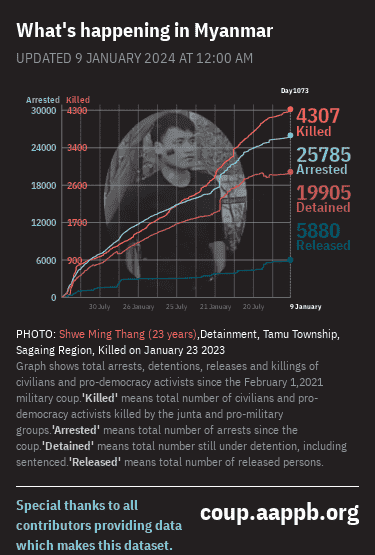 What's happening in Myanmar
UPDATED 9 JANUARY 2024 AT 12:00 AM
Day1073
Arrested Killed
30000 4300
24000 3400
18000 2600
12000 1700
6000 900
0
4307
Killed
25785
Arrested
19905
Detained
5880
Released
30 July 26 January 25 July 21 January 20 July 9 January
PHOTO: Shwe Ming Thang (23 years),Detainment, Tamu Township,
Sagaing Region, Killed on January 23 2023
Graph shows total arrests, detentions, releases and killings of
civilians and pro-democracy activists since the February 1,2021
military coup.'Killed' means total number of civilians and pro-
democracy activists killed by the junta and pro-military
groups.'Arrested' means total number of arrests since the
coup.'Detained' means total number still under detention, including
sentenced.'Released' means total number of released persons.
Special thanks to all
contributors providing data
which makes this dataset.
coup.aappb.org